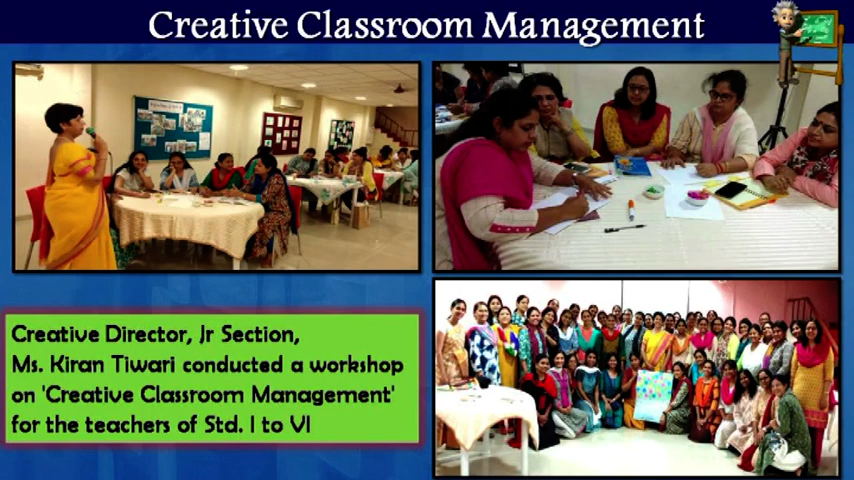 Creative Classroom Management
Creative Director, Jr Section,
Ms. Kiran Tiwari conducted a workshop
on 'Creative Classroom Management'
for the teachers of Std. I to VI